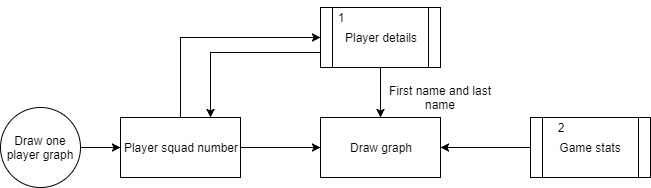 1
Player details
First name and last
name
Draw one
player graph
Player squad number
Draw graph
2
Game stats